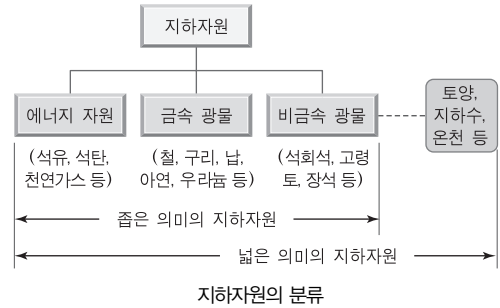 지하자원
에너지 자원
금속 광물
비금속 광물
토양,
지하수,
온천 등
(석유, 석탄,
천연가스 등)
(철, 구리, 납,
아연, 우라늄 등)
(석회석, 고령
토, 장석 등)
좁은 의미의 지하자원
넓은 의미의 지하자원
지하자원의 분류